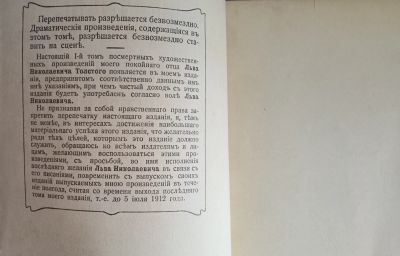 Перепечатывать разрѣшается безвозмездно.
Драматическія произведенія, содержащіяся въ
этомъ томѣ, разрѣшается безвозмездно ста-
вить на сценѣ.
Настоящій I-й томъ посмертныхъ художествен-
ныхъ произведеній моего покойнаго отца Льва
Николаевича Толстого появляется въ моемъ изда-
ніи, предпринятомъ соотвѣтственно даннымъ имъ
мнѣ указаніямъ, при чемъ чистый доходъ съ этого
изданія будетъ употребленъ согласно волѣ Льва
Николаевича.
Не признавая за собой нравственнаго права за-
претить перепечатку настоящаго изданія, я, тѣмъ
не менѣе, въ интересахъ достиженія наибольшаго
матеріальнаго успѣха этого изданія, что желательно
ради тѣхъ цѣлей, которымъ это изданіе должно
служить, обращаюсь ко всѣмъ издателямъ и ли-
цамъ, желающимъ воспользоваться этими про-
изведеніями, съ просьбой, во имя исполненія
послѣдняго желанія Льва Николаевича въ связи съ
его писаніями, повременить съ выпускомъ своихъ
изданій выпускаемыхъ мною произведеній въ тече-
ніе полугода, считая со времени выхода послѣдняго
тома моего изданія, т.-е. до 5 іюля 1912 года.